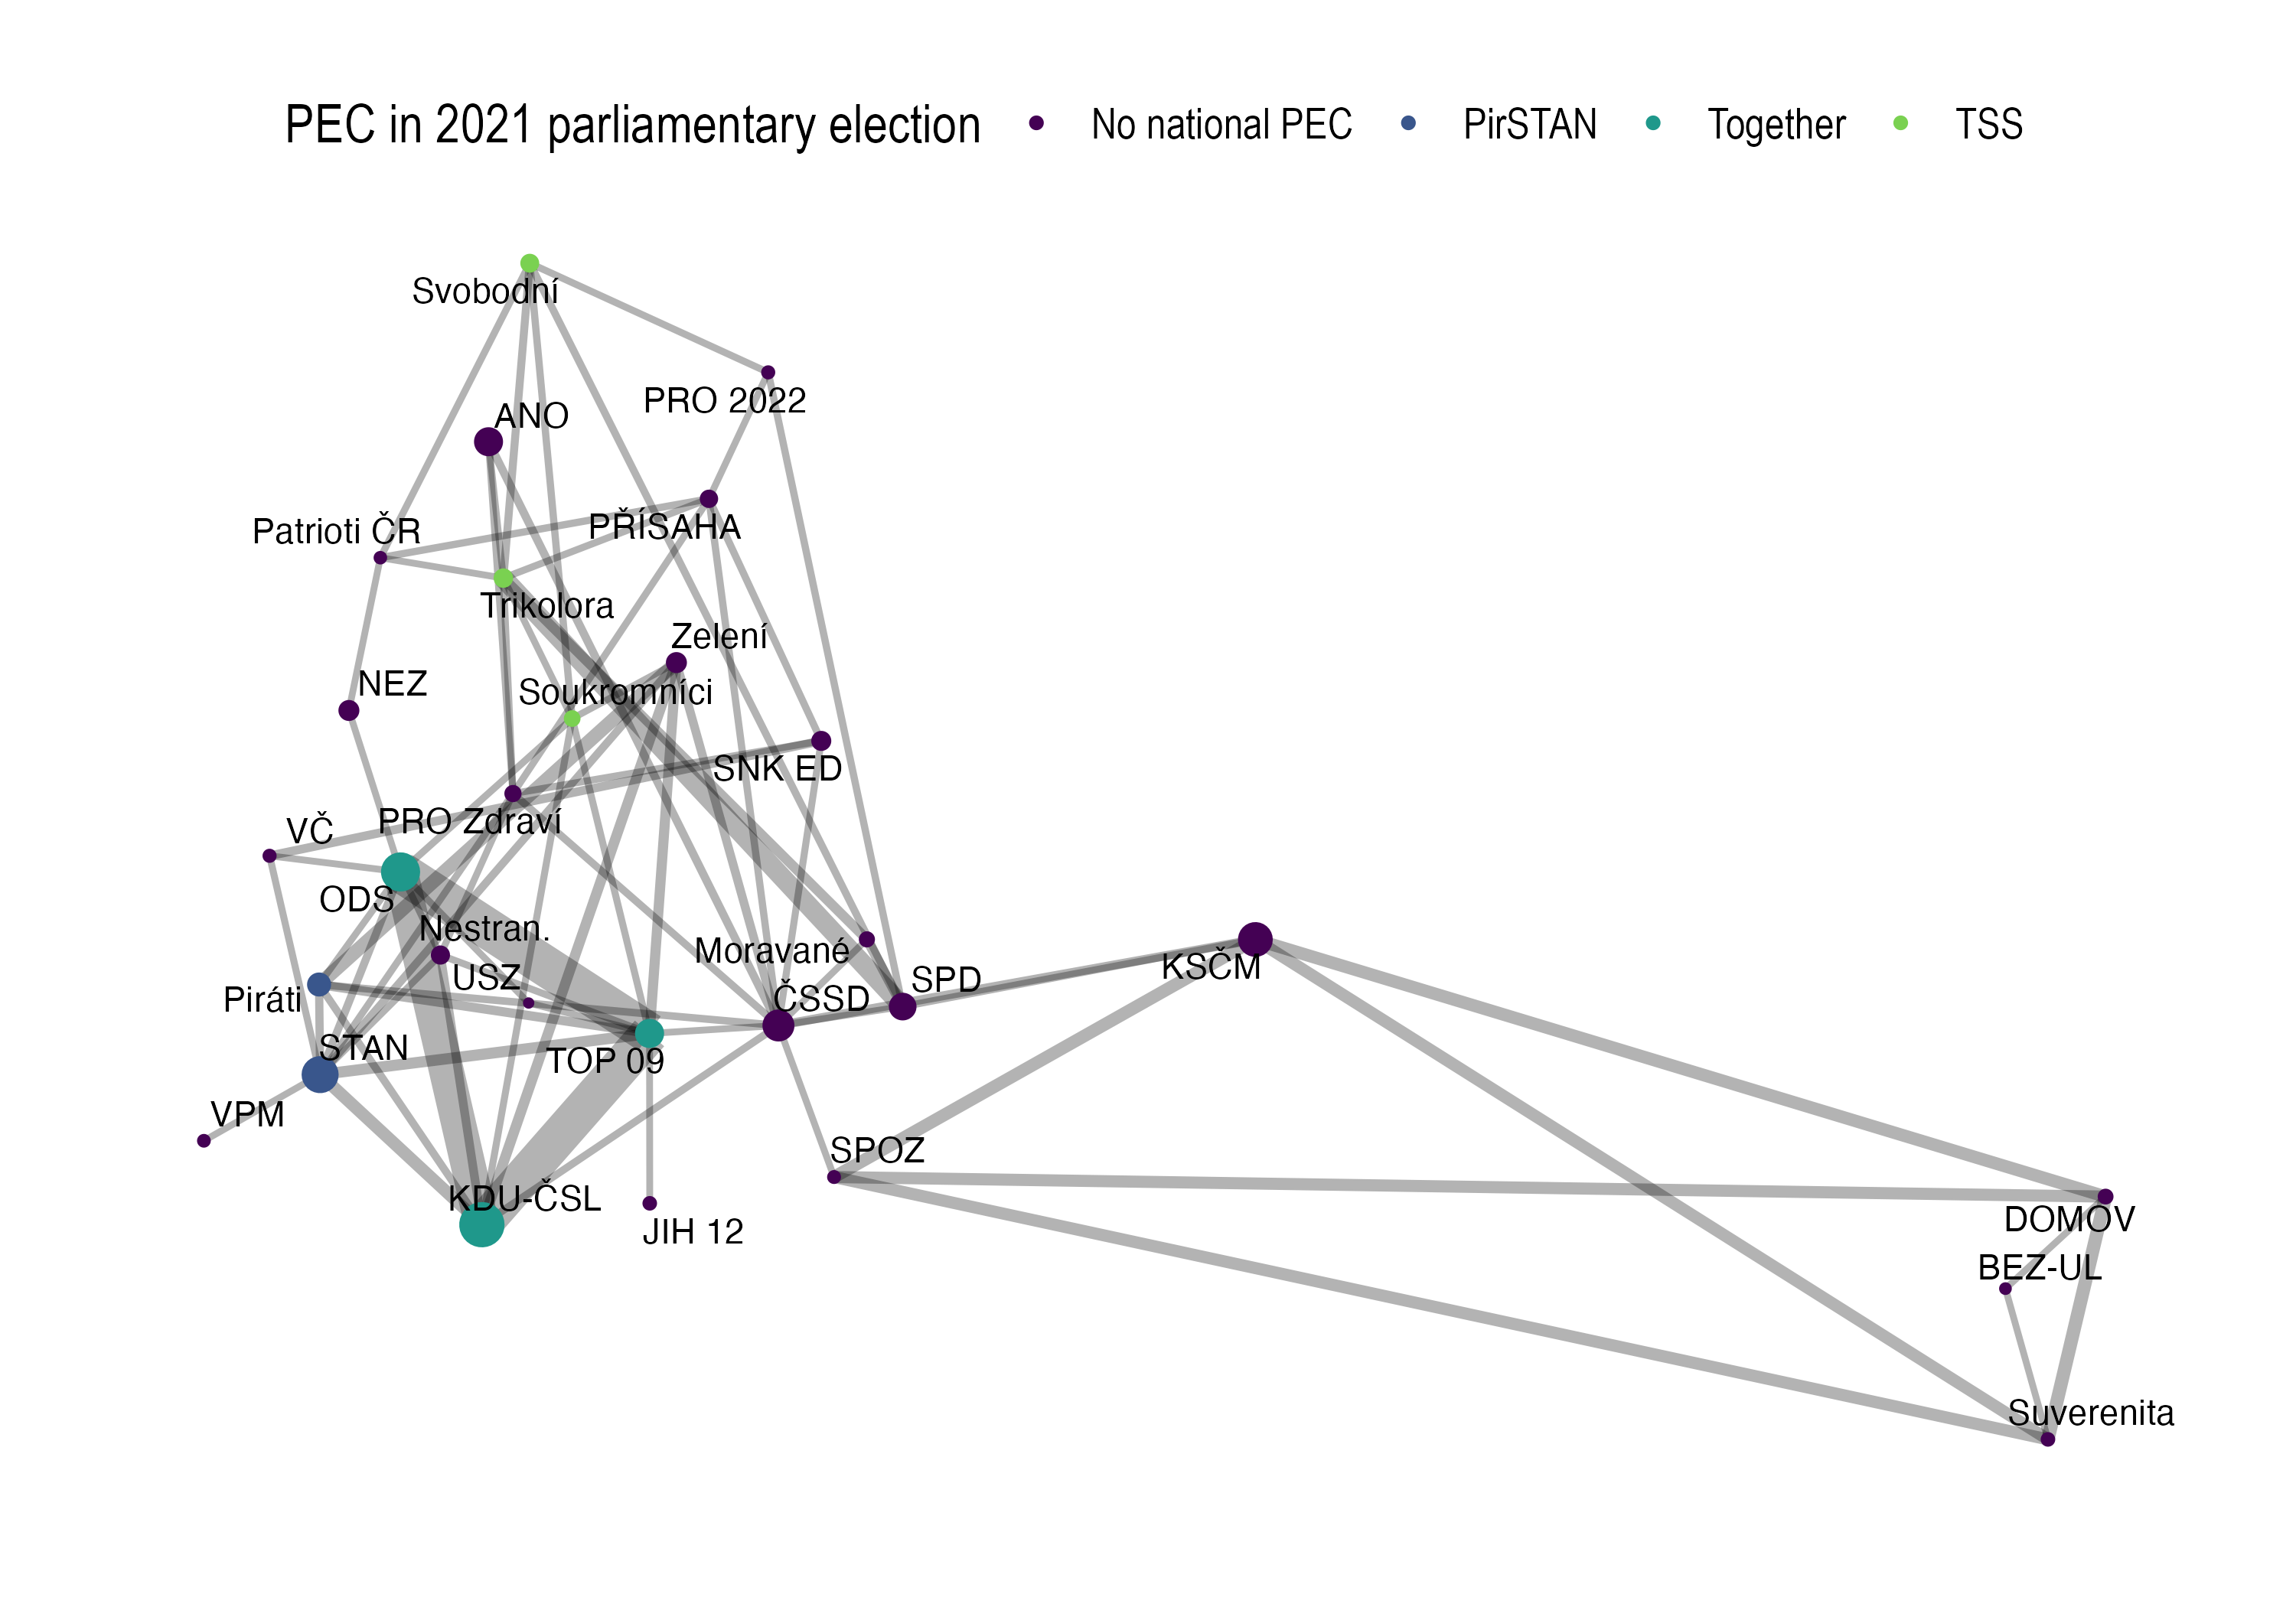 PEC in 2021 parliamentary election No national PEC PirSTAN Together TSS
Svobodní
PRO 2022
ANO
PŘÍSAHA
Patrioti ČR
Trikolora
Zelení
NEZ
Soukromníci
SNK ED
PRO Zdraví
VČ
ODS
Nestran.
Moravané
USZ
SPD
KSČM
Piráti
ČSSD
STAN
TOP 09
VPM
SPOZ
KDU-ČSL
JIH 12
DOMOV
BEZ-UL
Suverenita